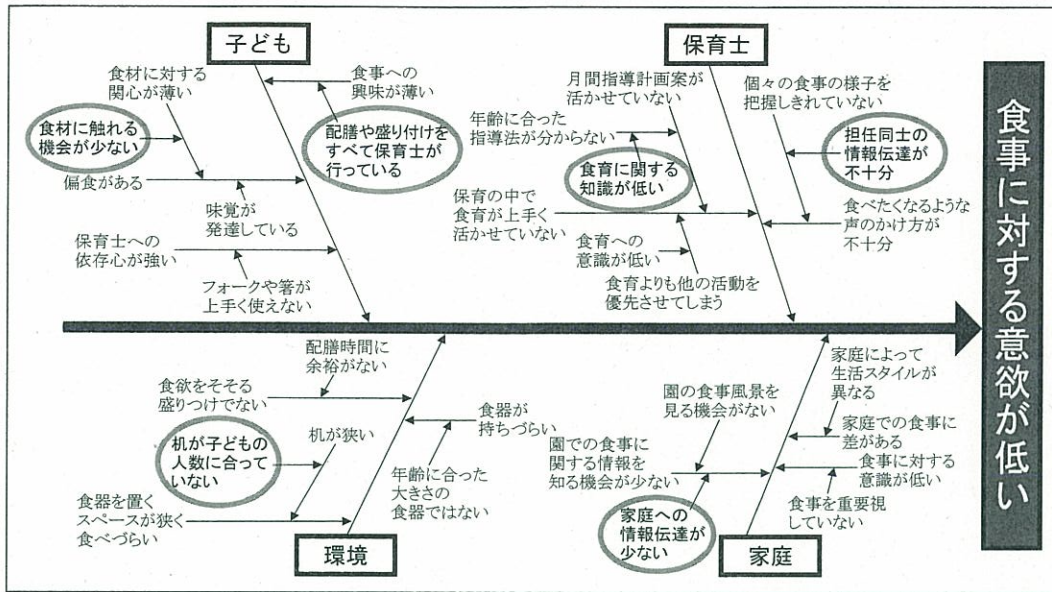 子ども
食材に対する
関心が薄い
食事への
興味が薄い
食材に触れる
機会が少ない
配膳や盛り付けを
すべて保育士が
行っている
偏食がある
味覚が
発達している
保育士への
依存心が強い
フォークや箸が
上手く使えない
保育士
月間指導計画案が
活かせていない
個々の食事の様子を
把握しきれていない
年齢に合った
指導法が分からない
担任同士の
情報伝達が
不十分
食育に関する
知識が低い
保育の中で
食育が上手く
活かせていない
食べたくなるような
声のかけ方が
不十分
食育への
意識が低い
食育よりも他の活動を
優先させてしまう
食事に対する意欲が低い
配膳時間に
余裕がない
食欲をそそる
盛りつけでない
机が狭い
食器が
持ちづらい
机が子どもの
人数に合って
いない
年齢に合った
大きさの
食器ではない
食器を置く
スペースが狭く
食べづらい
環境
家庭によって
生活スタイルが
異なる
園の食事風景を
見る機会がない
家庭での食事に
差がある
園での食事に
関する情報を
知る機会が少ない
食事に対する
意識が低い
食事を重要視
していない
家庭への
情報伝達が
少ない
家庭